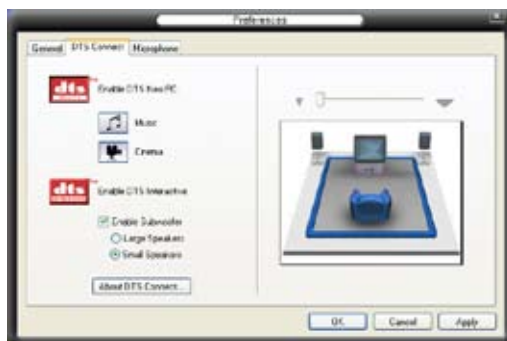 Preferences
General DTS Connect Microphone
dts Enable DTS Neo:PC
Music
Cinema
dts Enable DTS Interactive
Enable Subwoofer
Large Speakers
Small Speakers
About DTS Connect...
OK Cancel Apply